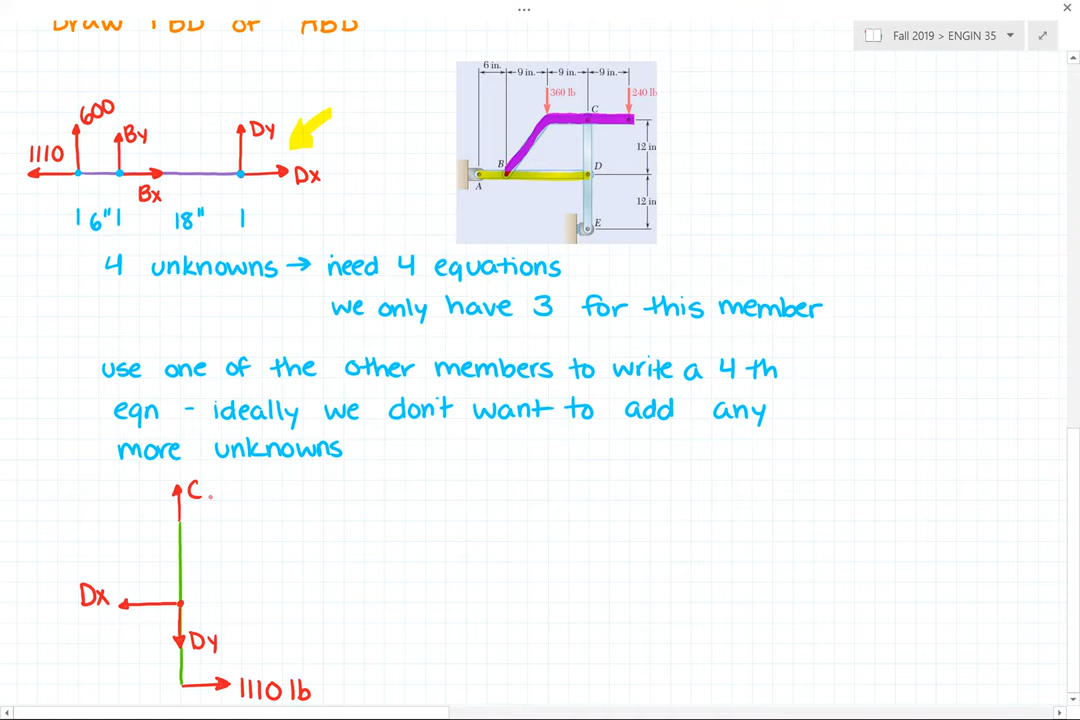 ...
Draw FBD of ABD
Fall 2019 > ENGIN 35
600
By
Dy
1110
Bx
Dx
6"
18"
6 in.
9 in.
9 in.
9 in.
360 lb
240 lb
C
12 in
B
D
A
12 in
E
4 unknowns → need 4 equations
we only have 3 for this member
use one of the other members to write a 4 th
eqn - ideally we don't want to add any
more unknowns
C
Dx
Dy
1110 lb